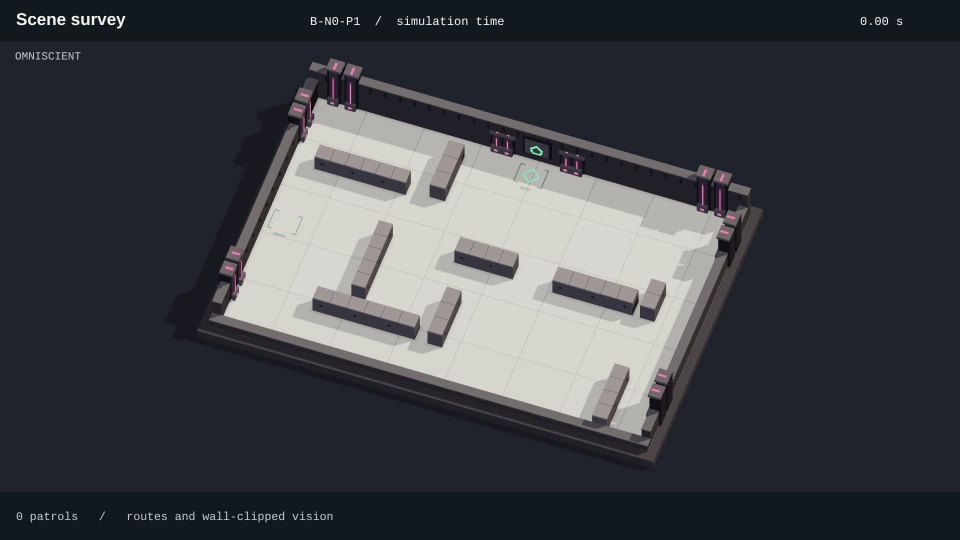 Scene survey
B-N0-P1 / simulation time
0.00 s
OMNISCIENT
0 patrols / routes and wall-clipped vision